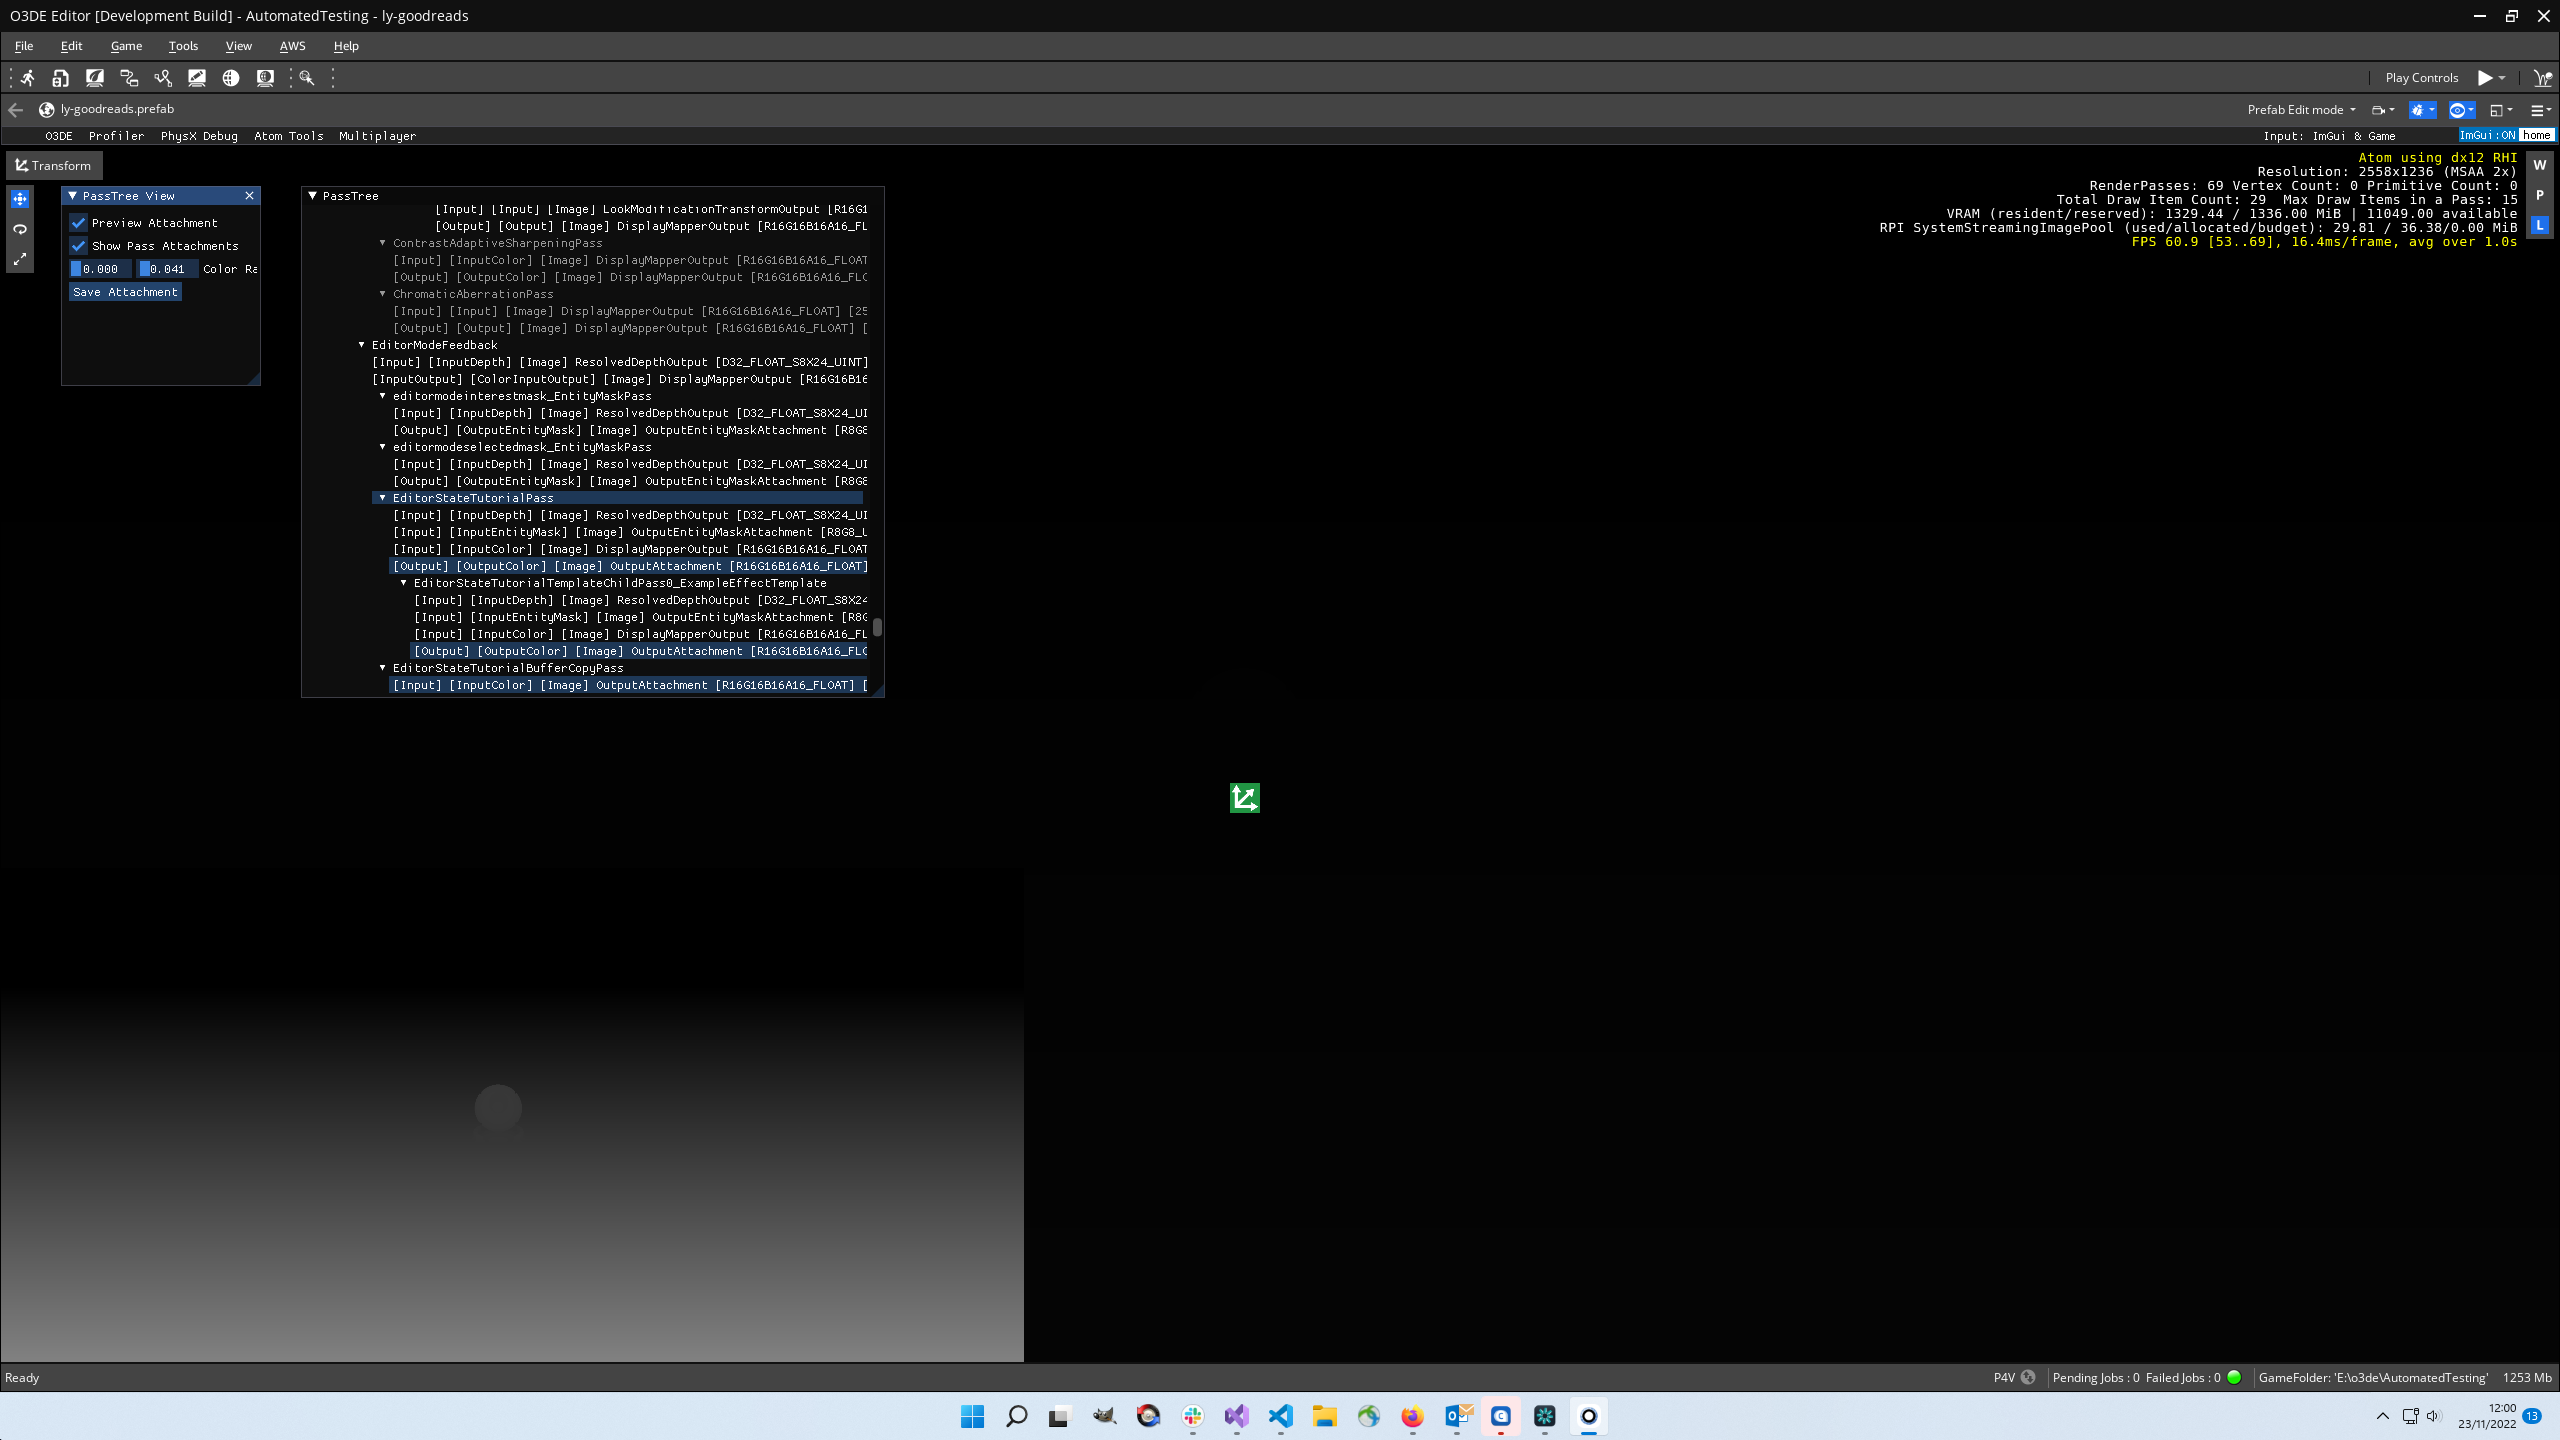 O3DE Editor [Development Build] - AutomatedTesting - ly-goodreads
File Edit Game Tools View AWS Help
Play Controls
ly-goodreads.prefab
Prefab Edit mode
O3DE Profiler PhysX Debug Atom Tools Multiplayer
Input: ImGui & Game
ImGui:ON home
Transform
Atom using dx12 RHI
Resolution: 2558x1236 (MSAA 2x)
RenderPasses: 69 Vertex Count: 0 Primitive Count: 0
Total Draw Item Count: 29 Max Draw Items in a Pass: 15
VRAM (resident/reserved): 1329.44 / 1336.00 MiB | 11049.00 available
RPI SystemStreamingImagePool (used/allocated/budget): 29.81 / 36.38/0.00 MiB
FPS 60.9 [53..69], 16.4ms/frame, avg over 1.0s
W
P
L
PassTree View
Preview Attachment
Show Pass Attachments
0.000 0.041 Color Ra
Save Attachment
PassTree
[Input] [Input] [Image] LookModificationTransformOutput [R16G1
[Output] [Output] [Image] DisplayMapperOutput [R16G16B16A16_FL
ContrastAdaptiveSharpeningPass
[Input] [InputColor] [Image] DisplayMapperOutput [R16G16B16A16_FLOAT
[Output] [OutputColor] [Image] DisplayMapperOutput [R16G16B16A16_FLO
ChromaticAberrationPass
[Input] [Input] [Image] DisplayMapperOutput [R16G16B16A16_FLOAT] [25
[Output] [Output] [Image] DisplayMapperOutput [R16G16B16A16_FLOAT] [
EditorModeFeedback
[Input] [InputDepth] [Image] ResolvedDepthOutput [D32_FLOAT_S8X24_UINT]
[InputOutput] [ColorInputOutput] [Image] DisplayMapperOutput [R16G16B16
editormodeinterestmask_EntityMaskPass
[Input] [InputDepth] [Image] ResolvedDepthOutput [D32_FLOAT_S8X24_UI
[Output] [OutputEntityMask] [Image] OutputEntityMaskAttachment [R8G8
editormodeselectedmask_EntityMaskPass
[Input] [InputDepth] [Image] ResolvedDepthOutput [D32_FLOAT_S8X24_UI
[Output] [OutputEntityMask] [Image] OutputEntityMaskAttachment [R8G8
EditorStateTutorialPass
[Input] [InputDepth] [Image] ResolvedDepthOutput [D32_FLOAT_S8X24_UI
[Input] [InputEntityMask] [Image] OutputEntityMaskAttachment [R8G8_U
[Input] [InputColor] [Image] DisplayMapperOutput [R16G16B16A16_FLOAT
[Output] [OutputColor] [Image] OutputAttachment [R16G16B16A16_FLOAT]
EditorStateTutorialTemplateChildPass0_ExampleEffectTemplate
[Input] [InputDepth] [Image] ResolvedDepthOutput [D32_FLOAT_S8X24
[Input] [InputEntityMask] [Image] OutputEntityMaskAttachment [R8G
[Input] [InputColor] [Image] DisplayMapperOutput [R16G16B16A16_FL
[Output] [OutputColor] [Image] OutputAttachment [R16G16B16A16_FLO
EditorStateTutorialBufferCopyPass
[Input] [InputColor] [Image] OutputAttachment [R16G16B16A16_FLOAT] [
Ready
P4V
Pending Jobs : 0 Failed Jobs : 0
GameFolder: 'E:\o3de\AutomatedTesting' 1253 Mb
12:00
23/11/2022
13